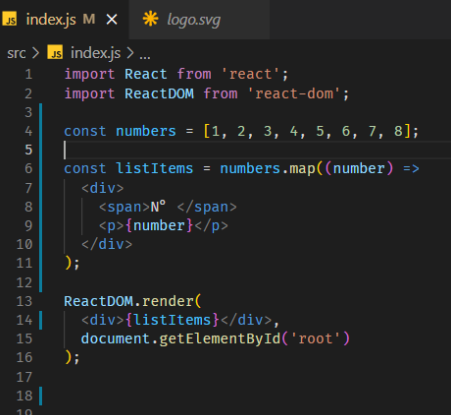 index.js M ×
logo.svg
src > index.js > ...
1 import React from 'react';
2 import ReactDOM from 'react-dom';
3
4 const numbers = [1, 2, 3, 4, 5, 6, 7, 8];
5
6 const listItems = numbers.map((number) =>
7   <div>
8     <span>N° </span>
9     <p>{number}</p>
10   </div>
11 );
12
13 ReactDOM.render(
14   <div>{listItems}</div>,
15   document.getElementById('root')
16 );
17
18
19